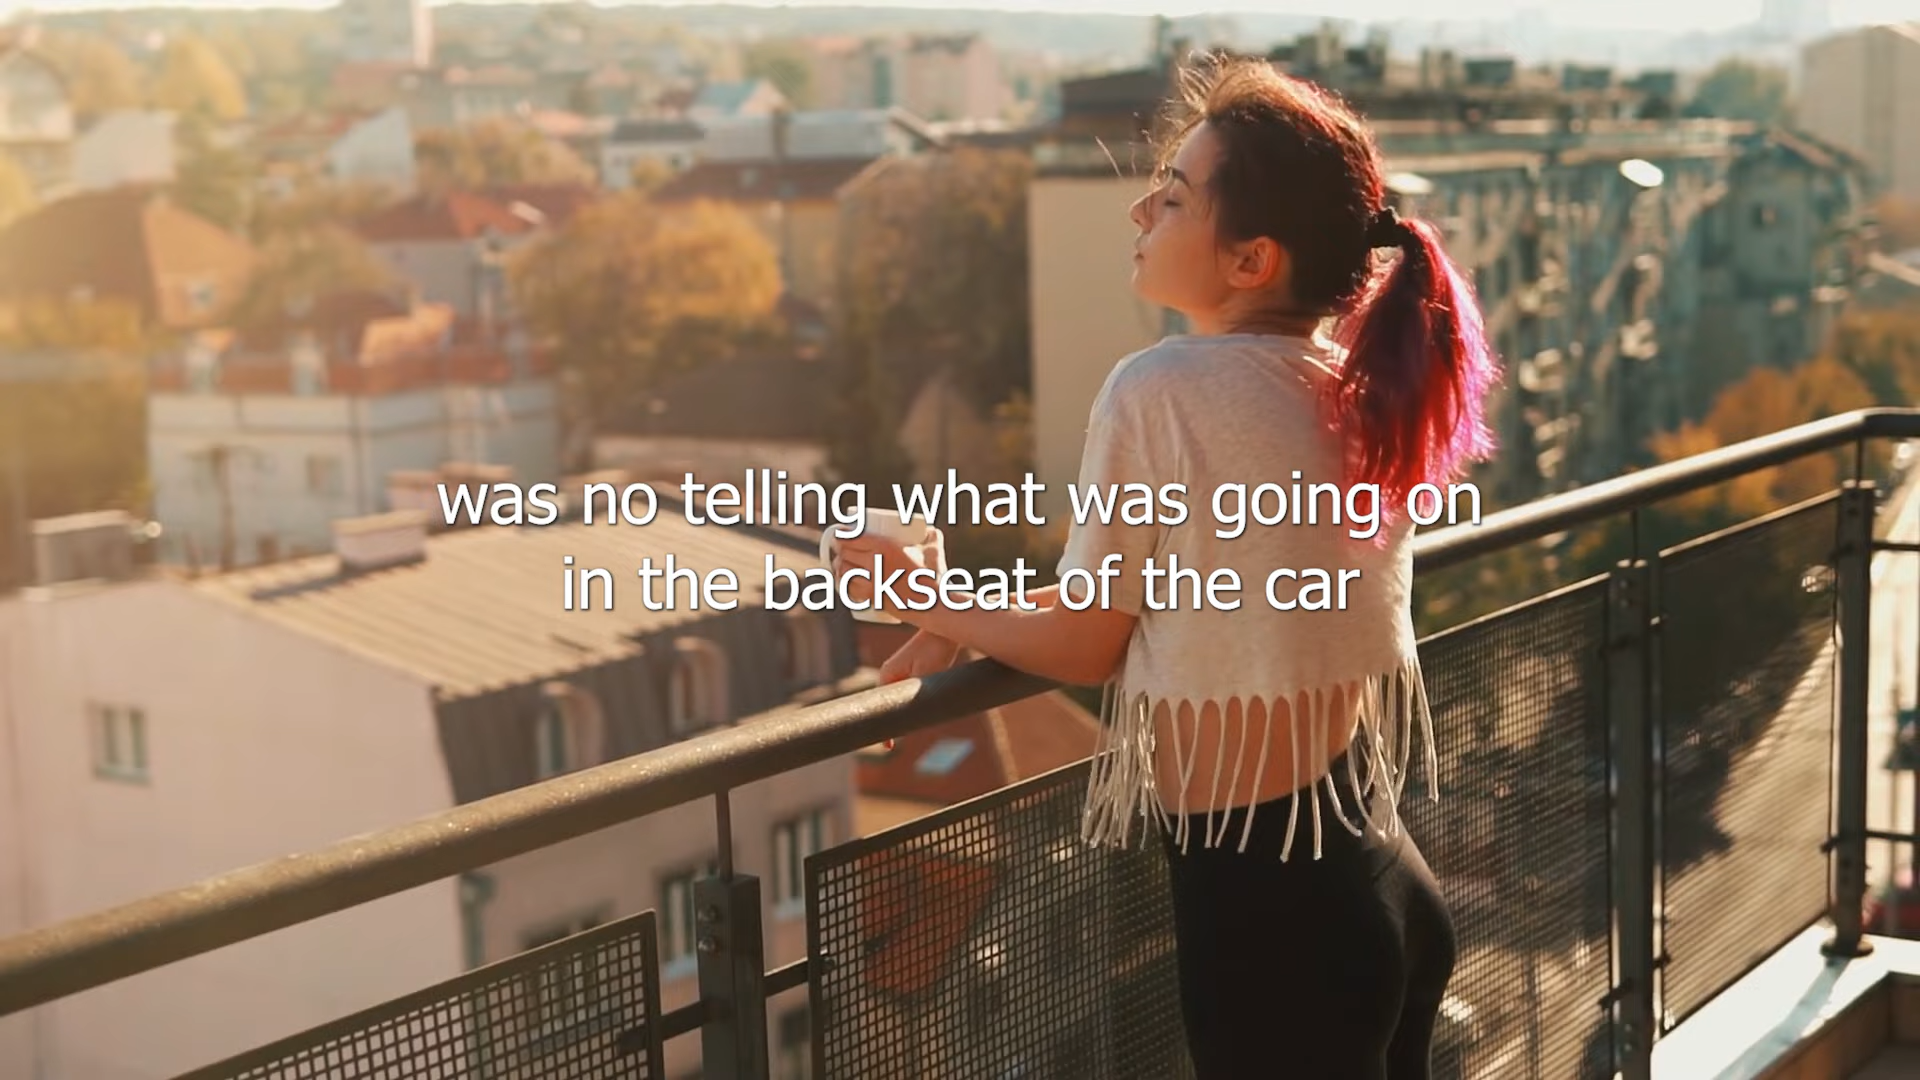 was no telling what was going on
in the backseat of the car